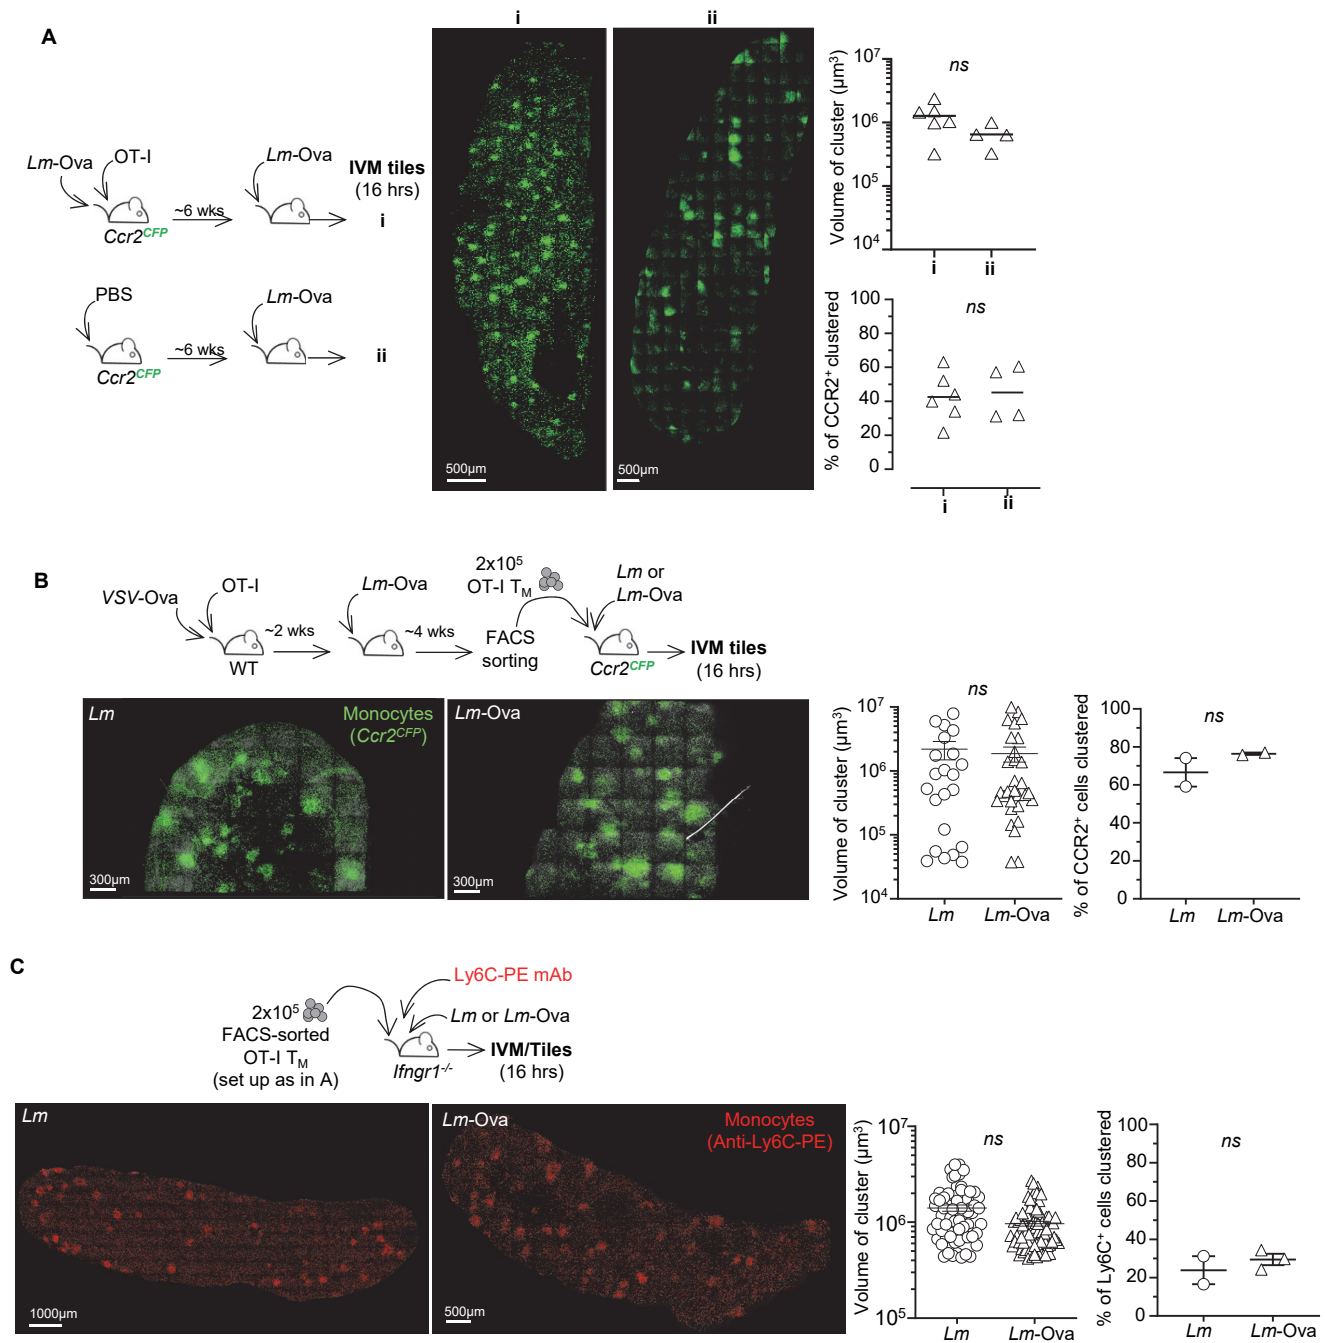 A
i
ii
Lm-Ova
OT-I
Ccr2CFP
~6 wks
Lm-Ova
IVM tiles
(16 hrs)
i
PBS
Ccr2CFP
~6 wks
Lm-Ova
ii
500µm
500µm
Volume of cluster (µm³)
10⁷
10⁶
10⁵
10⁴
ns
i
ii
% of CCR2⁺ clustered
100
80
60
40
20
0
ns
i
ii
B
VSV-Ova
OT-I
WT
~2 wks
Lm-Ova
~4 wks
2x10⁵
OT-I TM
FACS
sorting
Lm or
Lm-Ova
Ccr2CFP
IVM tiles
(16 hrs)
Lm
Monocytes
(Ccr2CFP)
300µm
Lm-Ova
300µm
Volume of cluster (µm³)
10⁷
10⁶
10⁵
10⁴
ns
Lm
Lm-Ova
% of CCR2⁺ cells clustered
100
80
60
40
20
0
ns
Lm
Lm-Ova
C
Ly6C-PE mAb
2x10⁵
FACS-sorted
OT-I TM
(set up as in A)
Lm or Lm-Ova
Ifngr1-/-
IVM/Tiles
(16 hrs)
Lm
1000µm
Lm-Ova
Monocytes
(Anti-Ly6C-PE)
500µm
Volume of cluster (µm³)
10⁷
10⁶
10⁵
ns
Lm
Lm-Ova
% of Ly6C⁺ cells clustered
100
80
60
40
20
0
ns
Lm
Lm-Ova